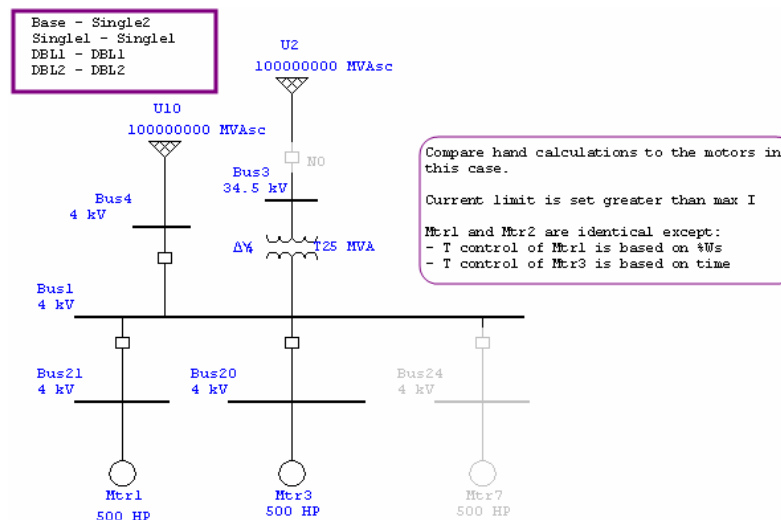 Base - Single2
Single1 - Single1
DBL1 - DBL1
DBL2 - DBL2
U2
100000000 MVAsc
U10
100000000 MVAsc
NO
Bus3
34.5 kV
Bus4
4 kV
T25 MVA
Bus1
4 kV
Bus21
4 kV
Bus20
4 kV
Bus24
4 kV
Mtr1
500 HP
Mtr3
500 HP
Mtr7
500 HP
Compare hand calculations to the motors in
this case.
Current limit is set greater than max I
Mtr1 and Mtr2 are identical except:
- T control of Mtr1 is based on %Ws
- T control of Mtr3 is based on time